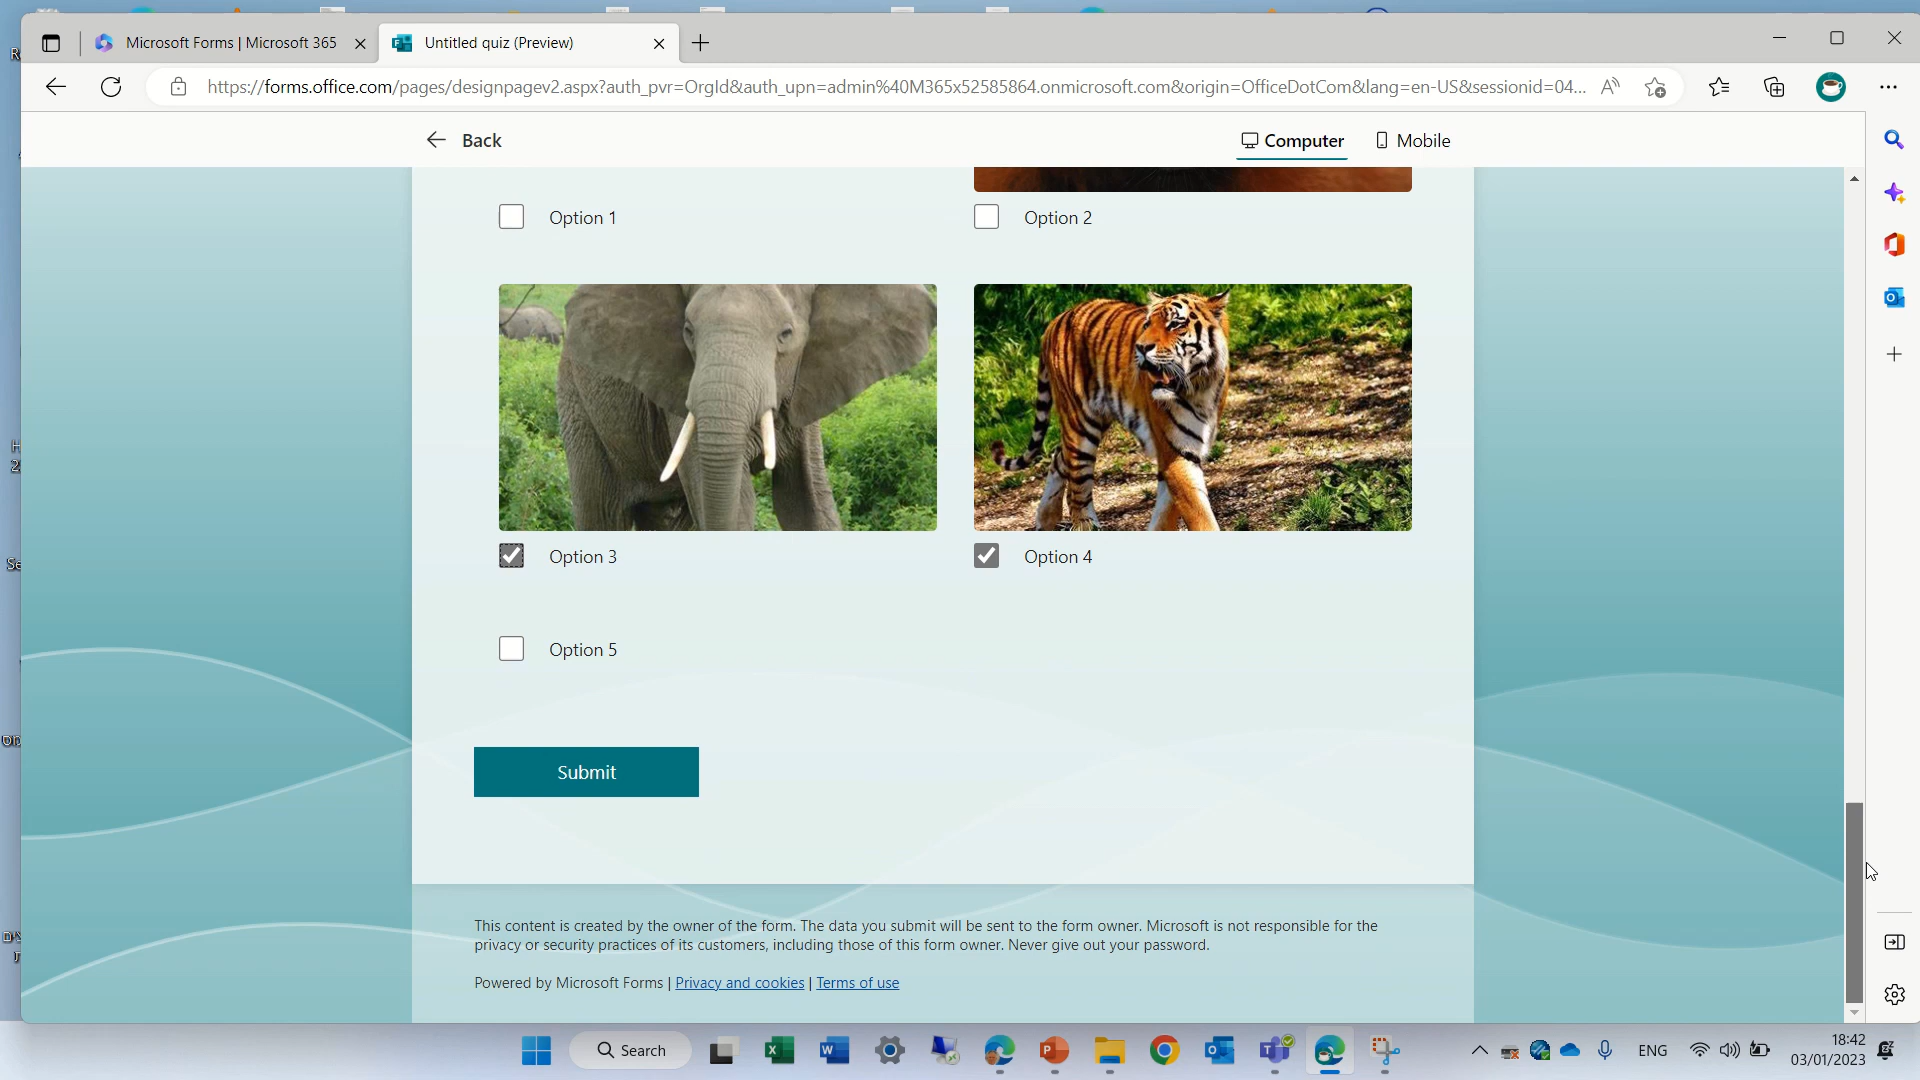 Microsoft Forms | Microsoft 365
Untitled quiz (Preview)
https://forms.office.com/pages/designpagev2.aspx?auth_pvr=OrgId&auth_upn=admin%40M365x52585864.onmicrosoft.com&origin=OfficeDotCom&lang=en-US&sessionid=04...
Back
Computer
Mobile
Option 1
Option 2
Option 3
Option 4
Option 5
Submit
This content is created by the owner of the form. The data you submit will be sent to the form owner. Microsoft is not responsible for the
privacy or security practices of its customers, including those of this form owner. Never give out your password.
Powered by Microsoft Forms | Privacy and cookies | Terms of use
Search
ENG
18:42
03/01/2023